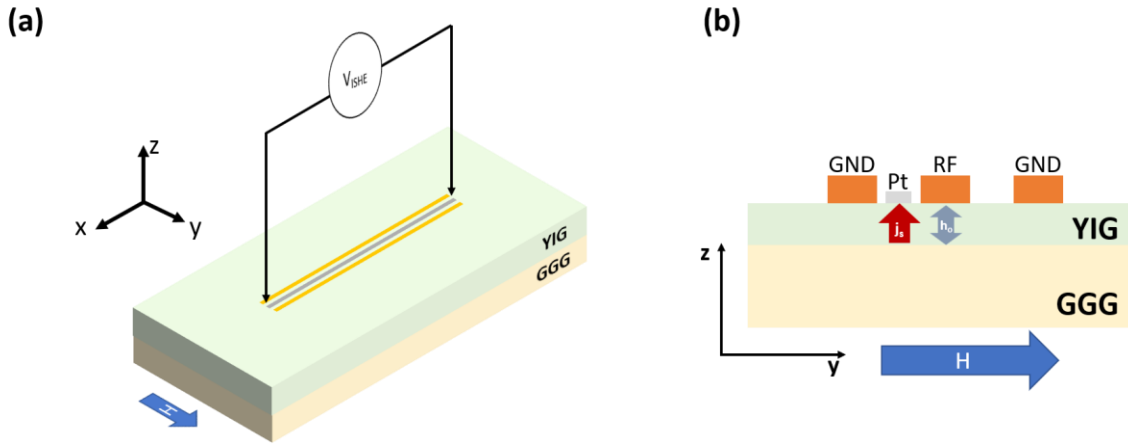 (a)
V_ISHE
z
x
y
YIG
GGG
H
(b)
GND
Pt
RF
GND
j_s
h_o
YIG
z
GGG
y
H